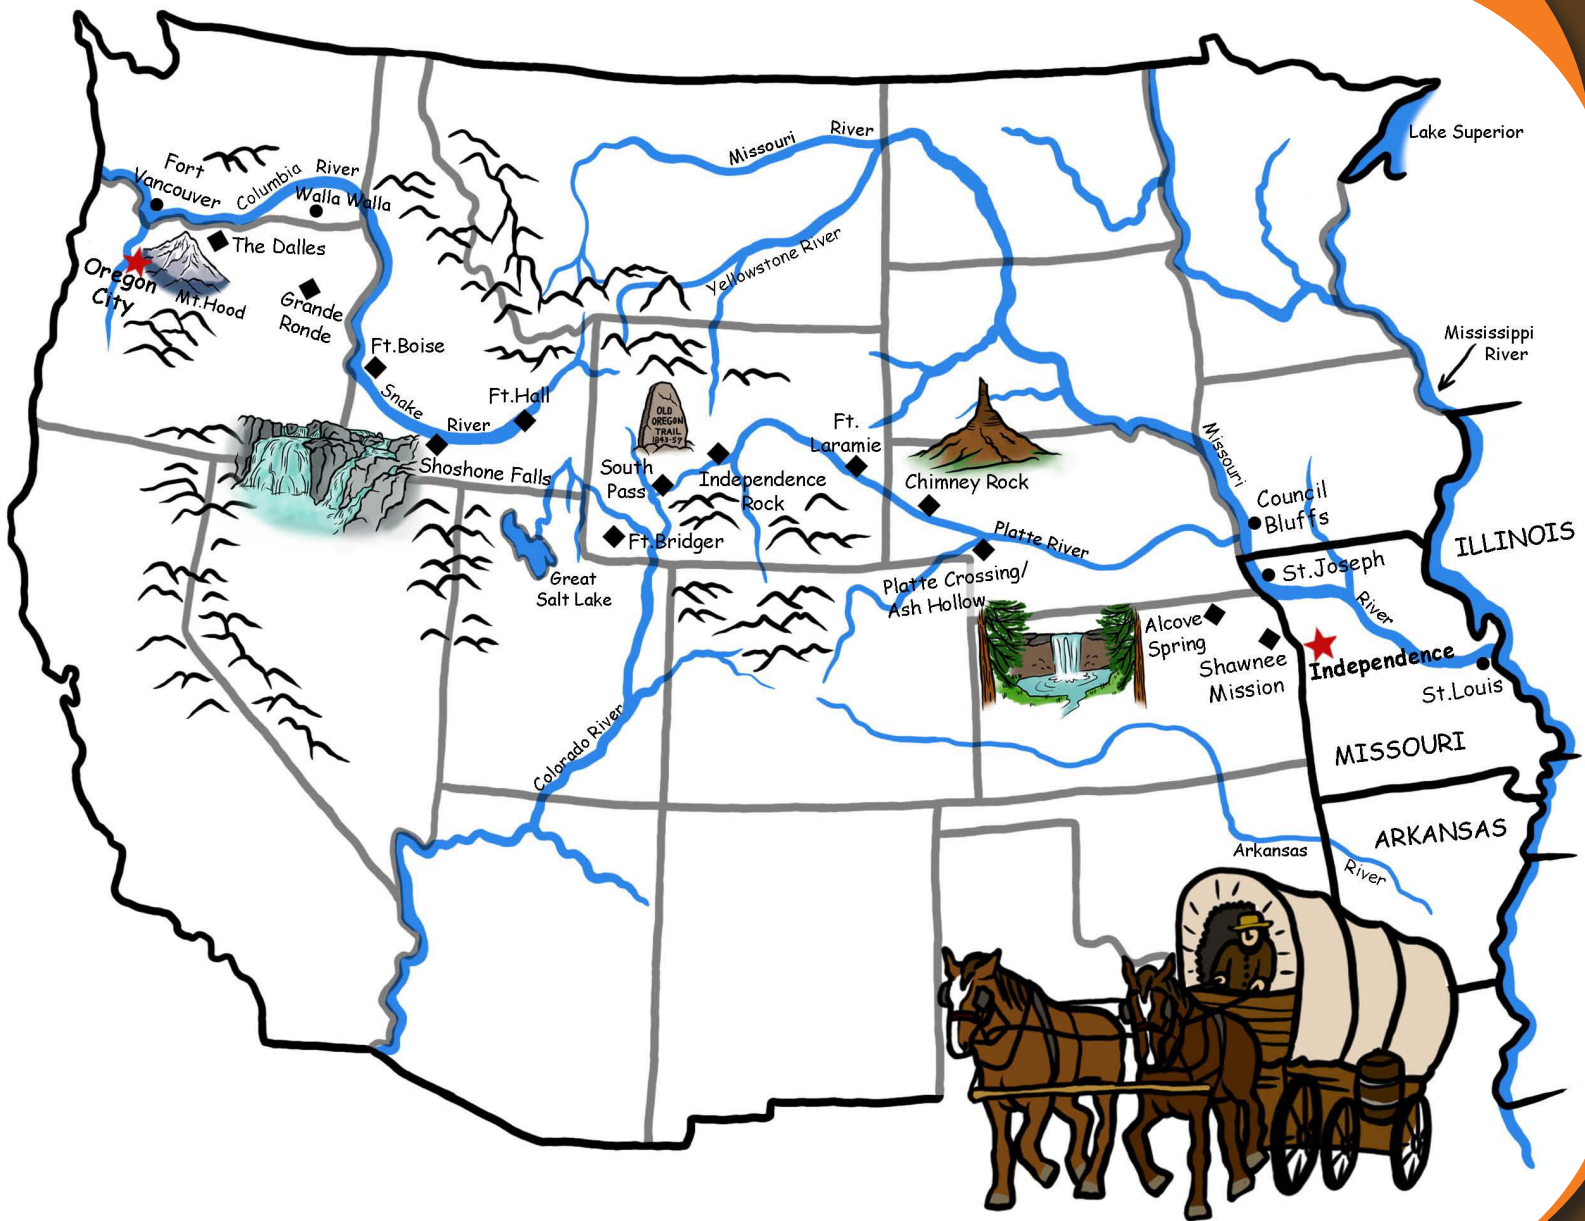 Lake Superior
Missouri
River
Fort
Vancouver
Columbia
River
Walla Walla
The Dalles
Oregon
City
Mt.Hood
Grande
Ronde
Yellowstone River
Mississippi
River
Ft.Boise
Snake
River
Ft.Hall
Shoshone Falls
OLD
OREGON
TRAIL
1843-57
South
Pass
Independence
Rock
Ft.
Laramie
Chimney Rock
Missouri
Council
Bluffs
ILLINOIS
Ft.Bridger
Great
Salt Lake
Platte River
Platte Crossing/
Ash Hollow
St.Joseph
River
Alcove
Spring
Shawnee
Mission
Independence
St.Louis
Colorado River
MISSOURI
ARKANSAS
Arkansas
River